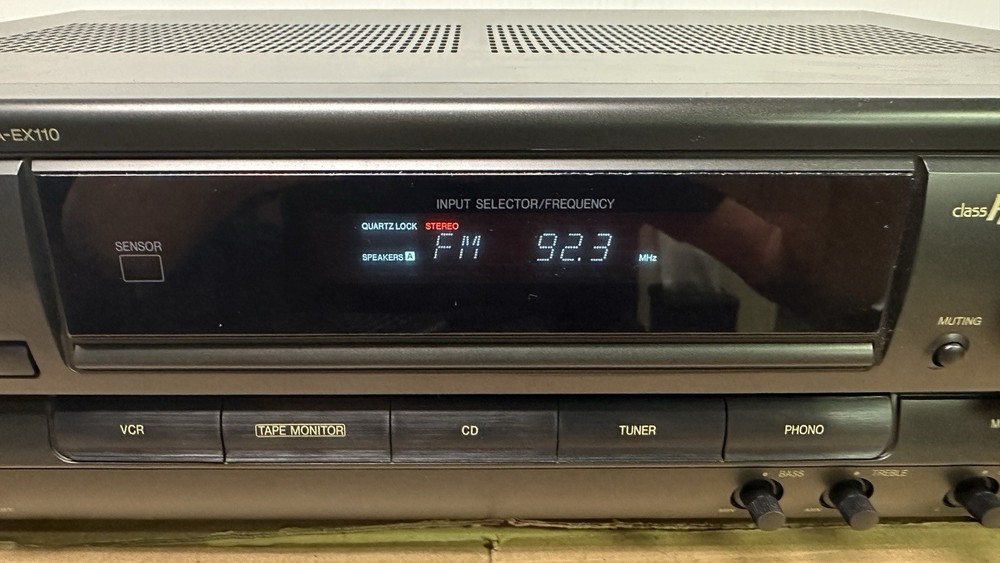 A-EX110
INPUT SELECTOR/FREQUENCY
class A
QUARTZ LOCK STEREO
SENSOR
FM 92.3 MHz
SPEAKERS A
MUTING
VCR TAPE MONITOR CD TUNER PHONO
BASS TREBLE